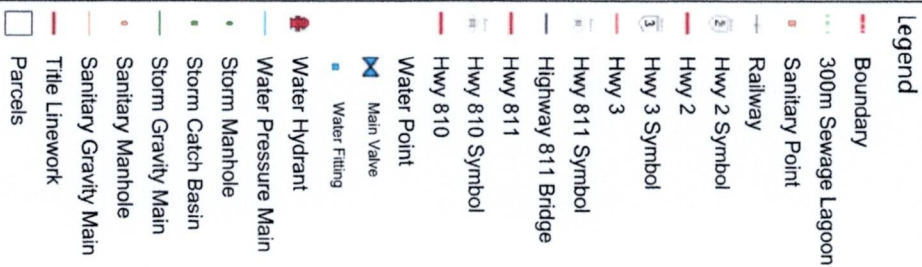 Legend
Boundary
300m Sewage Lagoon
Sanitary Point
Railway
Hwy 2 Symbol
Hwy 2
Hwy 3 Symbol
Hwy 3
Hwy 811 Symbol
Highway 811 Bridge
Hwy 811
Hwy 810 Symbol
Hwy 810
Water Point
Main Valve
Water Fitting
Water Hydrant
Water Pressure Main
Storm Manhole
Storm Catch Basin
Storm Gravity Main
Sanitary Manhole
Sanitary Gravity Main
Title Linework
Parcels